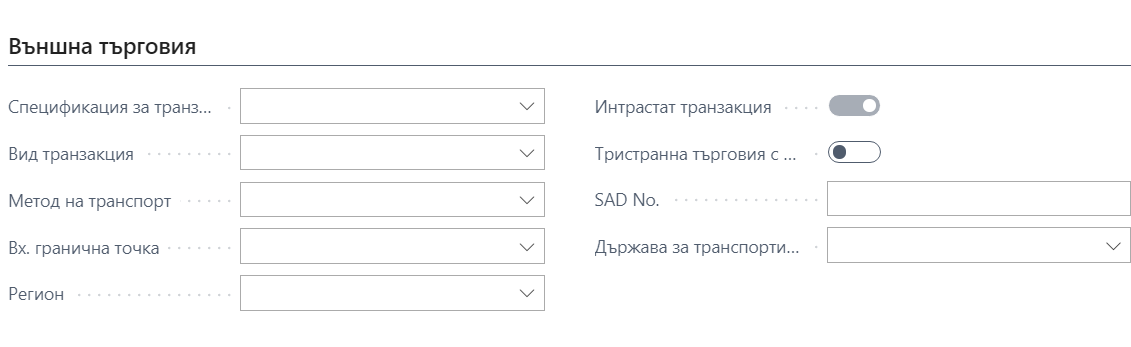 Външна търговия
Спецификация за транз...
Вид транзакция
Метод на транспорт
Вх. гранична точка
Регион
Интрастат транзакция
Тристранна търговия с ...
SAD No.
Държава за транспорти...